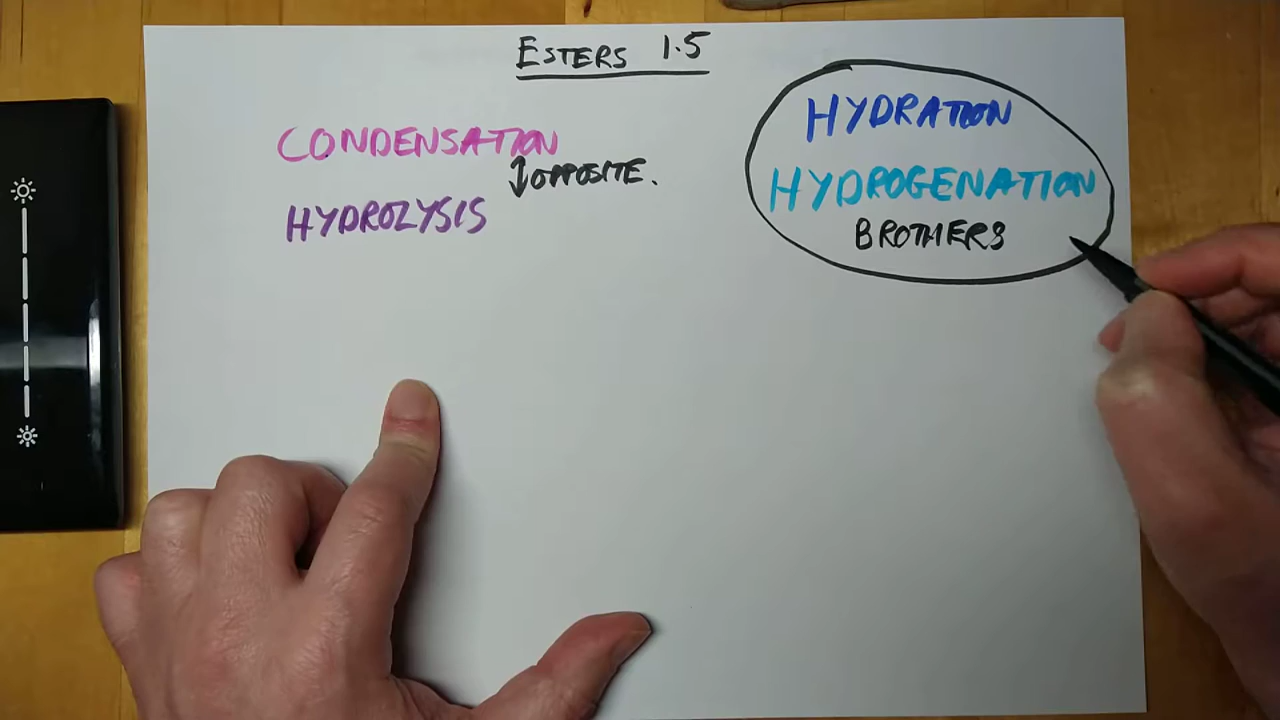 ESTERS 1.5
CONDENSATION
↕OPPOSITE.
HYDROLYSIS
HYDRATION
HYDROGENATION
BROTHERS